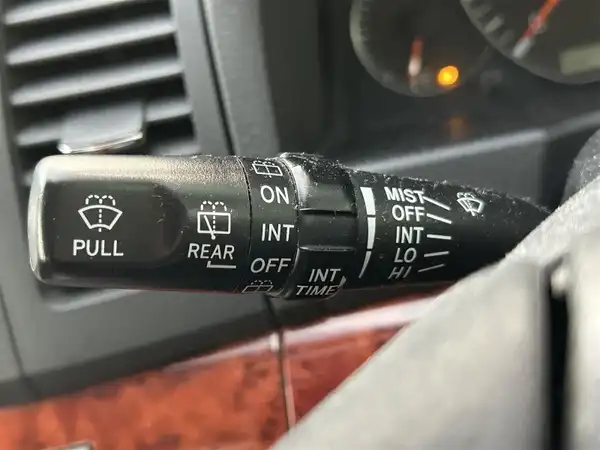 PULL
REAR
ON
INT
OFF
INT
TIME
MIST
OFF
INT
LO
HI